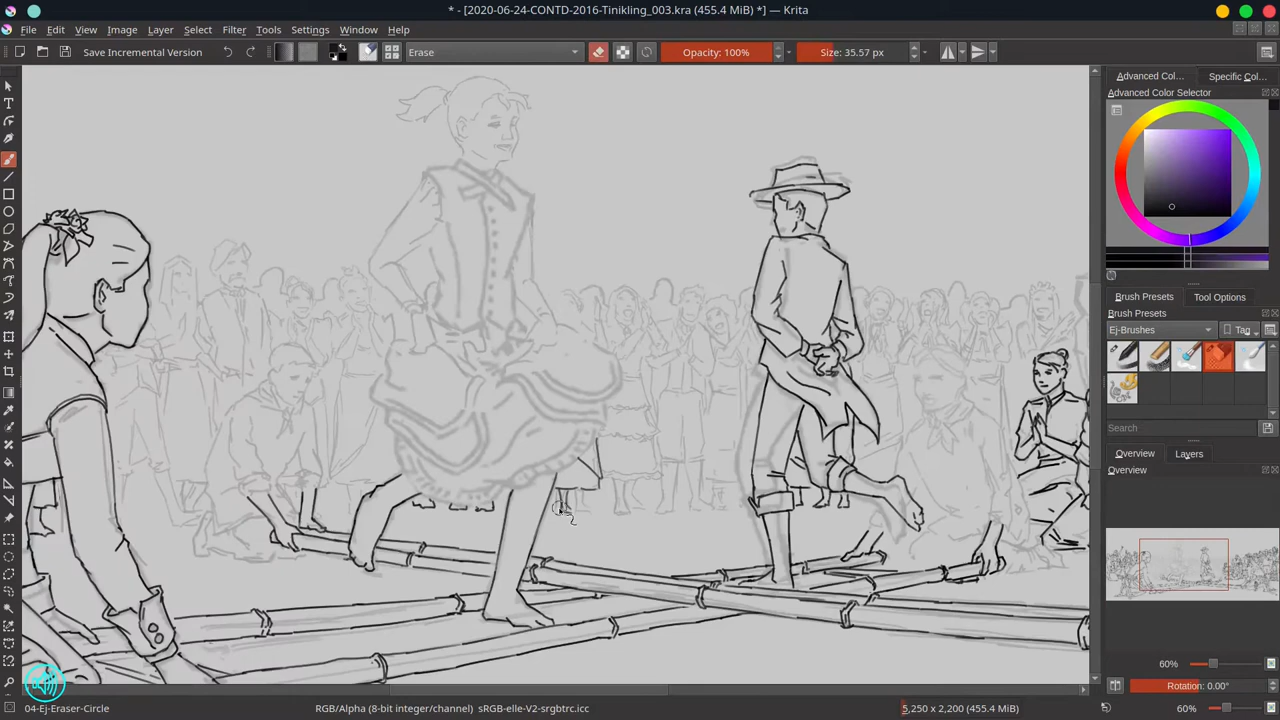 * - [2020-06-24-CONTD-2016-Tinikling_003.kra (455.4 MiB) *] — Krita
File Edit View Image Layer Select Filter Tools Settings Window Help
Save Incremental Version
Erase
Opacity: 100%
Size: 35.57 px
Advanced Col...
Specific Col...
Advanced Color Selector
Brush Presets
Tool Options
Brush Presets
Ej-Brushes
Tag
Search
Overview
Layers
Overview
60%
Rotation: 0.00°
04-Ej-Eraser-Circle
RGB/Alpha (8-bit integer/channel) sRGB-elle-V2-srgbtrc.icc
5,250 x 2,200 (455.4 MiB)
60%